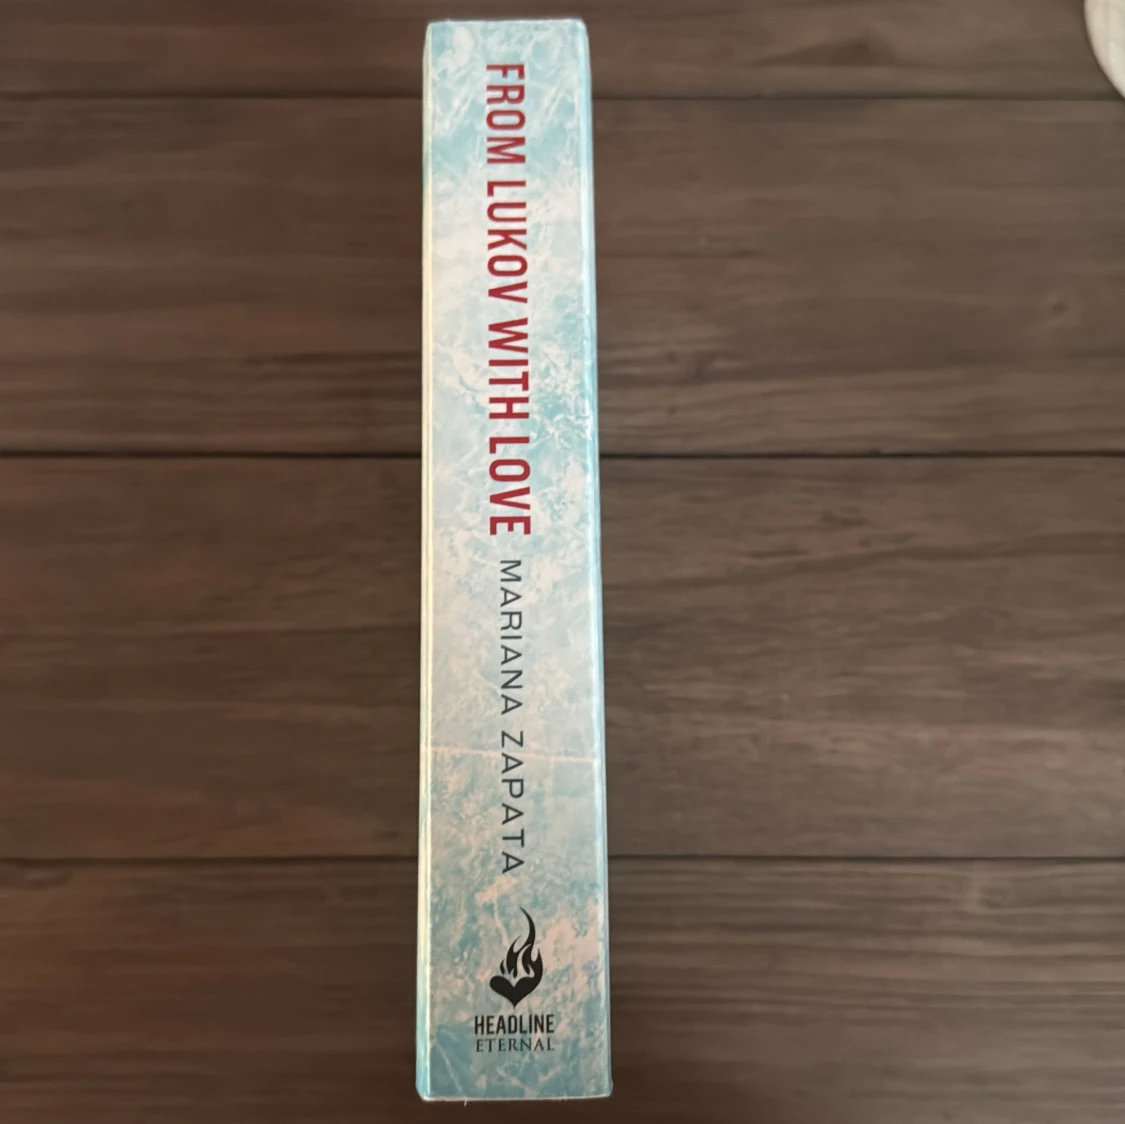 FROM LUKOV WITH LOVE MARIANA ZAPATA
HEADLINE
ETERNAL